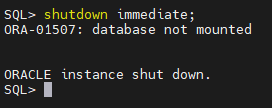 SQL> shutdown immediate;
ORA-01507: database not mounted
ORACLE instance shut down.
SQL>